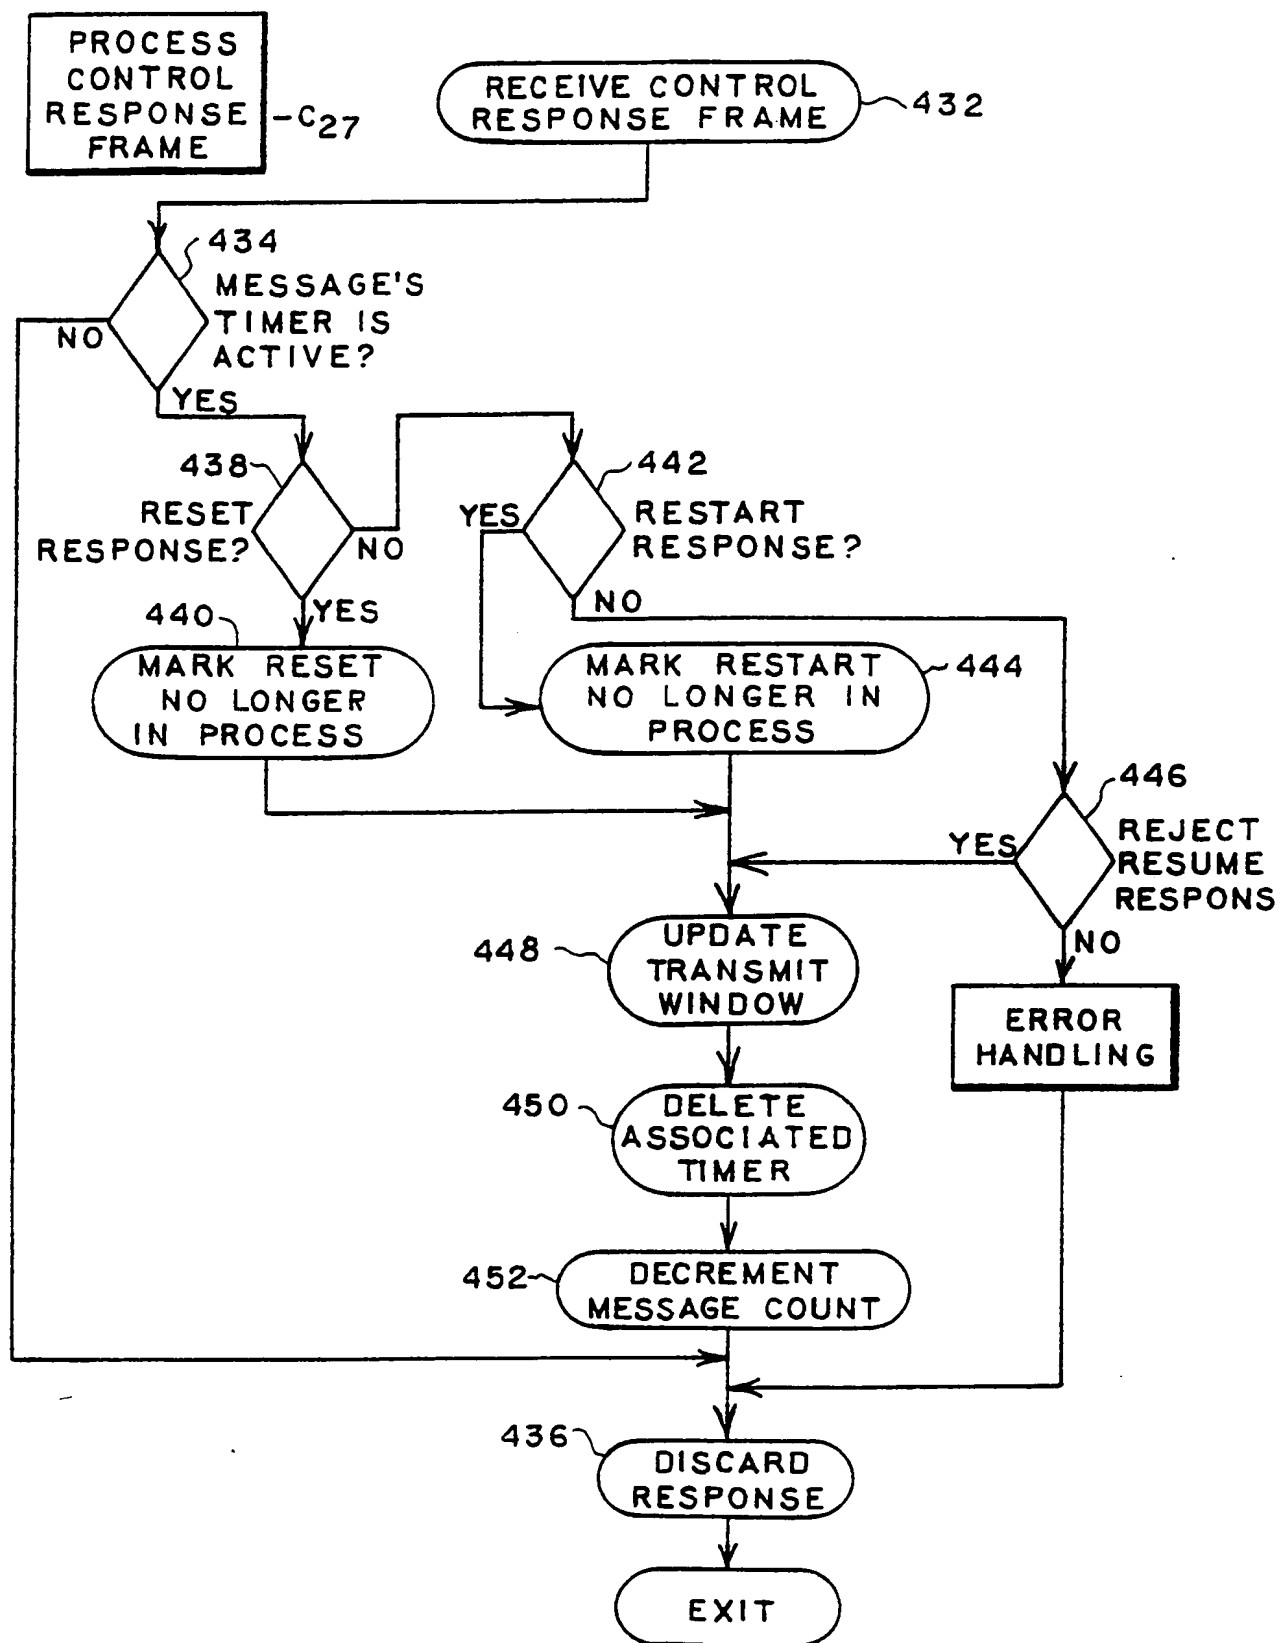 PROCESS
CONTROL
RESPONSE
FRAME
C27
RECEIVE CONTROL
RESPONSE FRAME
432
434
MESSAGE'S
TIMER IS
ACTIVE?
NO
YES
438
RESET
RESPONSE?
NO
YES
442
RESTART
RESPONSE?
YES
NO
440
MARK RESET
NO LONGER
IN PROCESS
MARK RESTART
NO LONGER IN
PROCESS
444
446
REJECT
RESUME
RESPONS
YES
NO
448
UPDATE
TRANSMIT
WINDOW
ERROR
HANDLING
450
DELETE
ASSOCIATED
TIMER
452
DECREMENT
MESSAGE COUNT
436
DISCARD
RESPONSE
EXIT